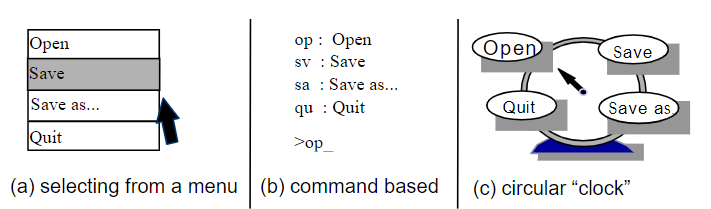 Open
Save
Save as...
Quit
(a) selecting from a menu
op : Open
sv : Save
sa : Save as...
qu : Quit
>op_
(b) command based
Open
Save
Quit
Save as
(c) circular “clock”